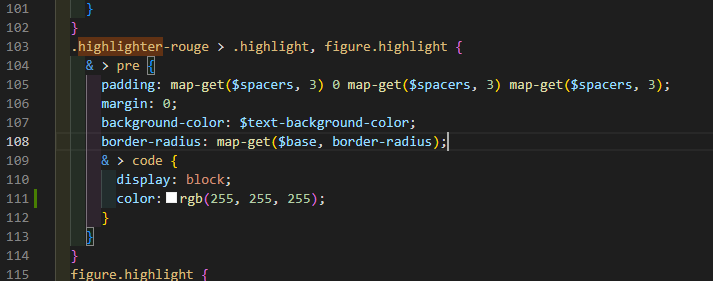 101 }
102 }
103 .highlighter-rouge > .highlight, figure.highlight {
104 & > pre {
105 padding: map-get($spacers, 3) 0 map-get($spacers, 3) map-get($spacers, 3);
106 margin: 0;
107 background-color: $text-background-color;
108 border-radius: map-get($base, border-radius);
109 & > code {
110 display: block;
111 color: rgb(255, 255, 255);
112 }
113 }
114 }
115 figure.highlight {